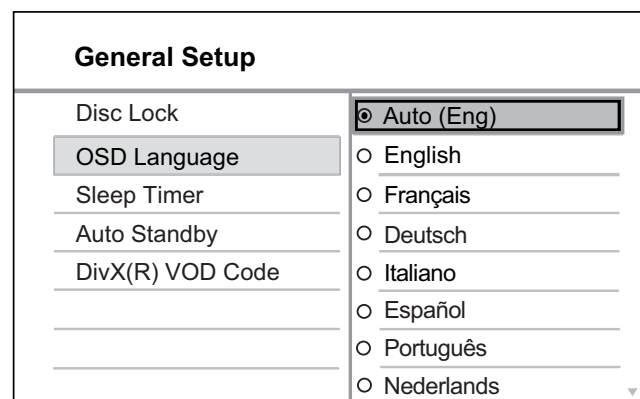 General Setup
Disc Lock
OSD Language
Sleep Timer
Auto Standby
DivX(R) VOD Code
Auto (Eng)
English
Français
Deutsch
Italiano
Español
Português
Nederlands